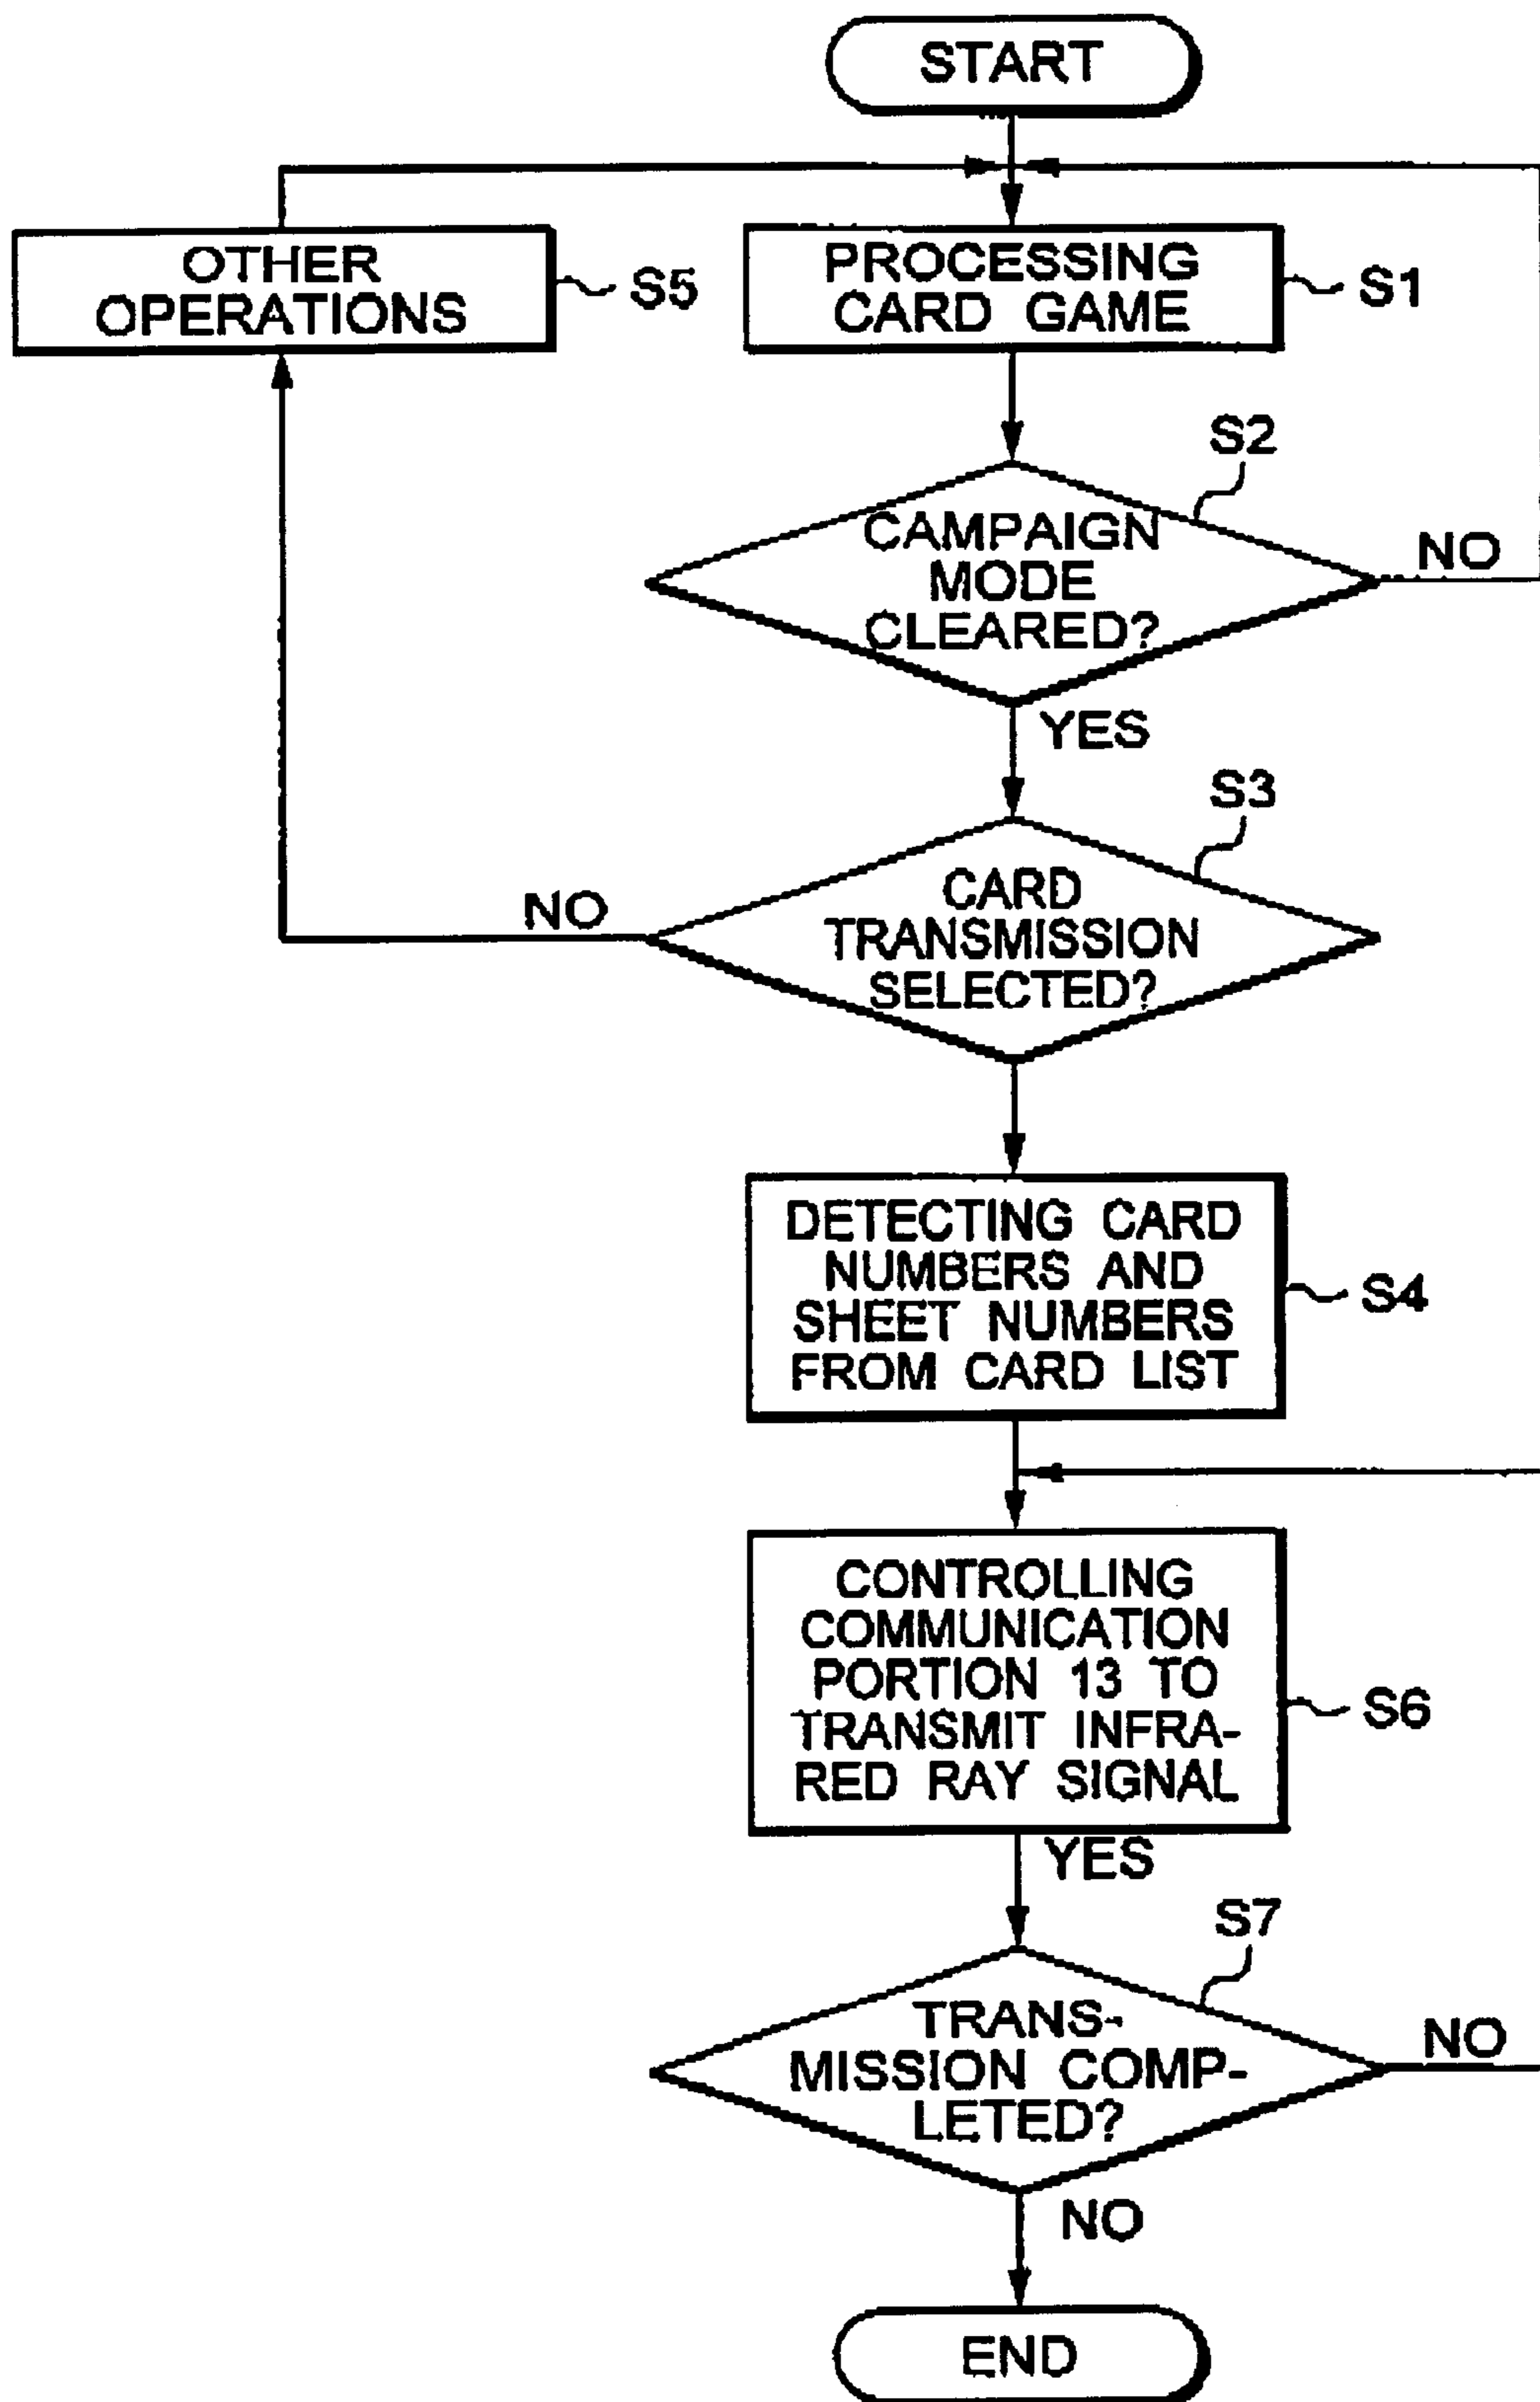 START
OTHER
OPERATIONS
S5
PROCESSING
CARD GAME
S1
S2
CAMPAIGN
MODE
CLEARED?
NO
YES
S3
NO
CARD
TRANSMISSION
SELECTED?
DETECTING CARD
NUMBERS AND
SHEET NUMBERS
FROM CARD LIST
S4
CONTROLLING
COMMUNICATION
PORTION 13 TO
TRANSMIT INFRA-
RED RAY SIGNAL
S6
YES
S7
TRANS-
MISSION COMP-
LETED?
NO
NO
END